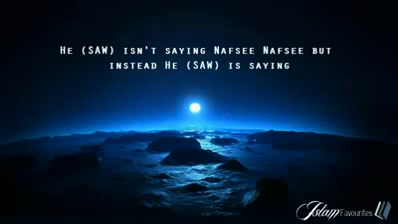 He (SAW) isn't saying Nafsee Nafsee but
instead He (SAW) is saying
Islam Favourites